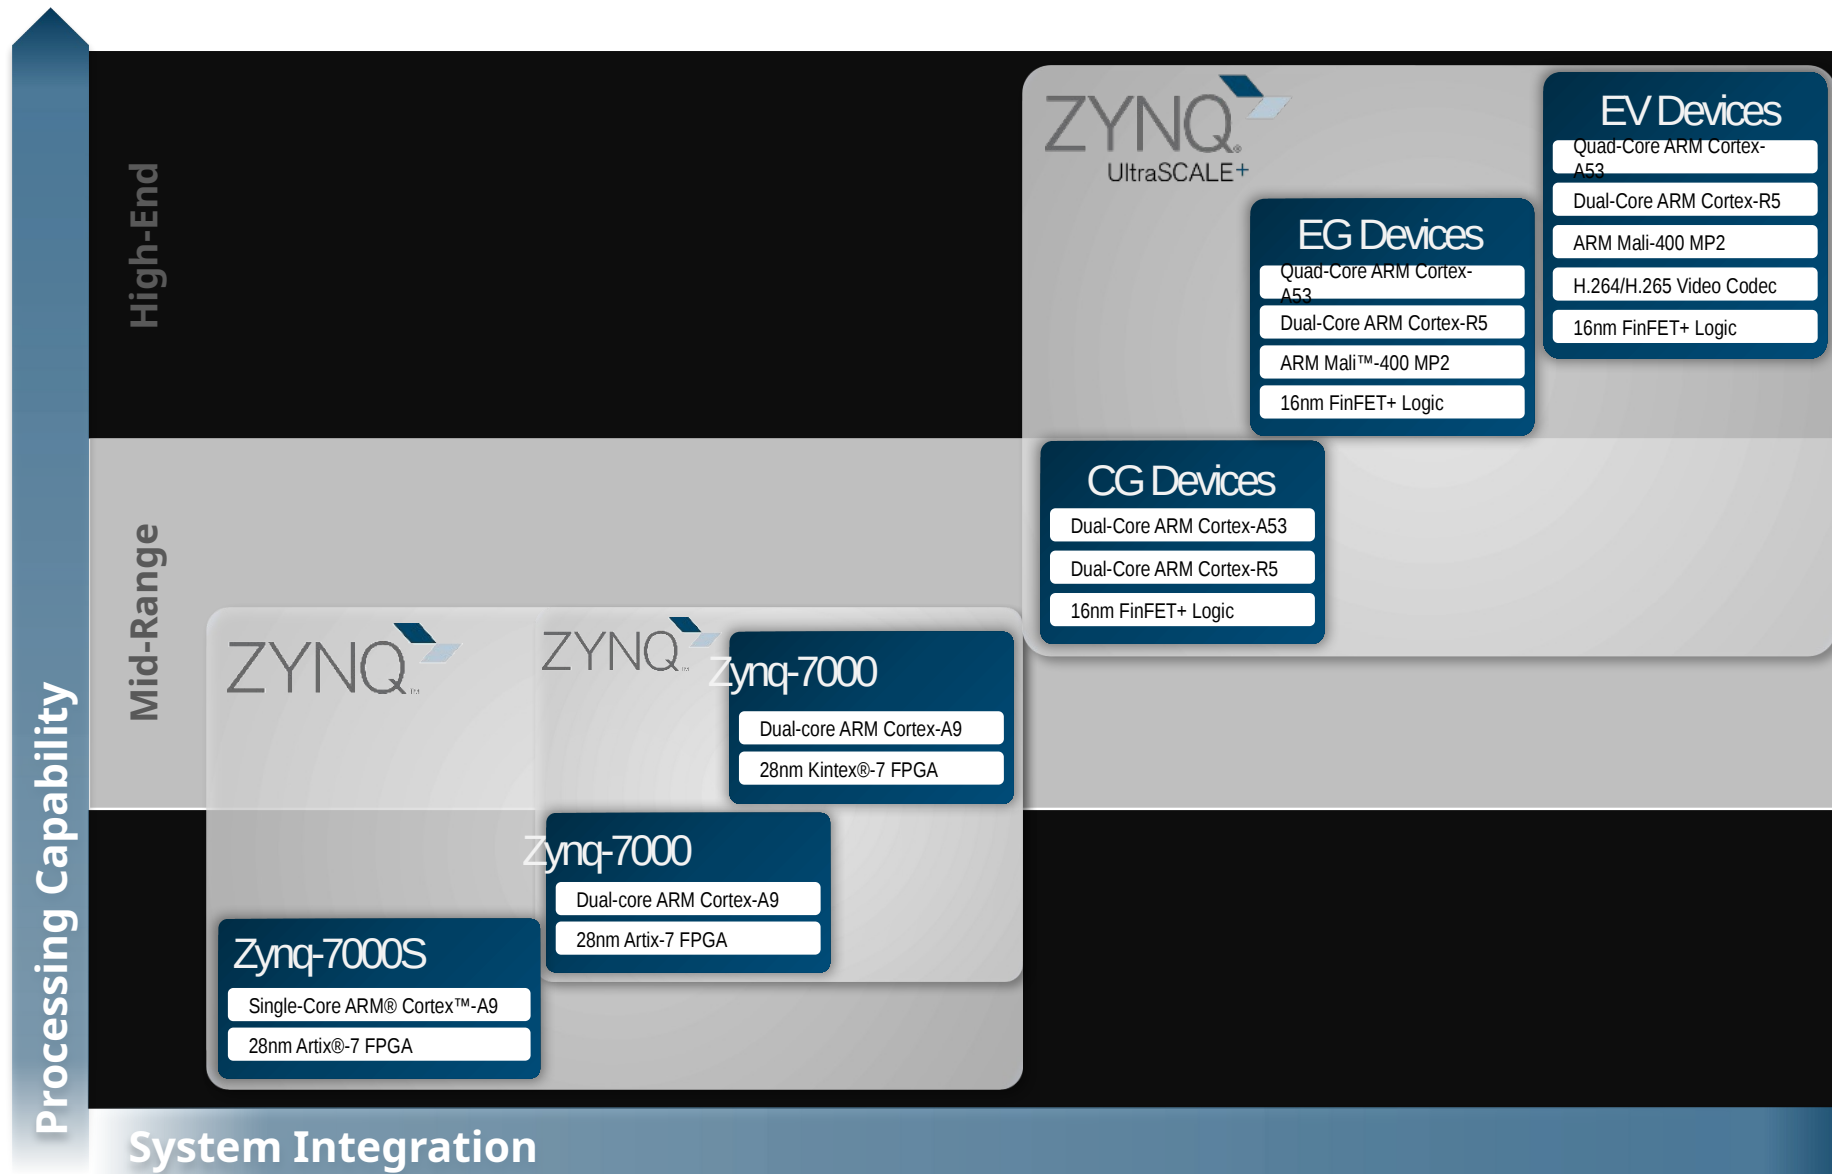 Processing Capability
High-End
Mid-Range
System Integration
ZYNQ®
UltraSCALE+
EV Devices
Quad-Core ARM Cortex-
A53
Dual-Core ARM Cortex-R5
ARM Mali-400 MP2
H.264/H.265 Video Codec
16nm FinFET+ Logic
EG Devices
Quad-Core ARM Cortex-
A53
Dual-Core ARM Cortex-R5
ARM Mali™-400 MP2
16nm FinFET+ Logic
CG Devices
Dual-Core ARM Cortex-A53
Dual-Core ARM Cortex-R5
16nm FinFET+ Logic
ZYNQ™
ZYNQ™
Zynq-7000
Dual-core ARM Cortex-A9
28nm Kintex®-7 FPGA
Zynq-7000
Dual-core ARM Cortex-A9
28nm Artix-7 FPGA
Zynq-7000S
Single-Core ARM® Cortex™-A9
28nm Artix®-7 FPGA